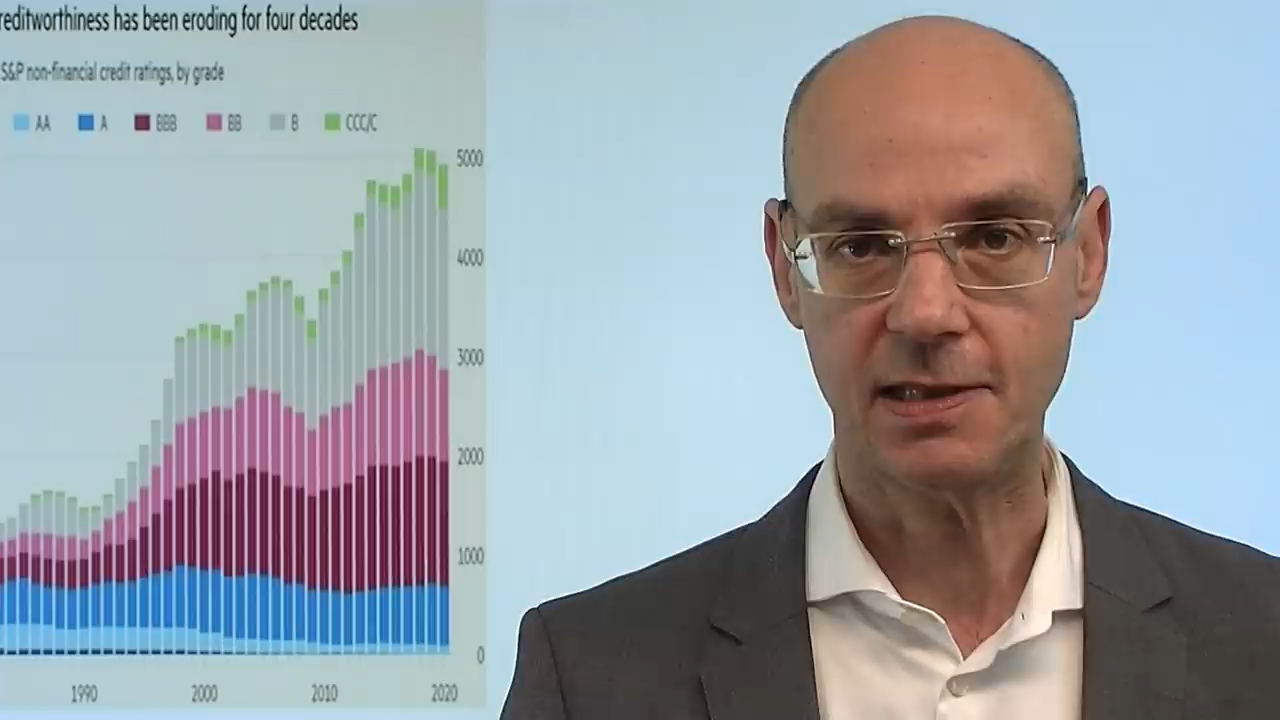 reditworthiness has been eroding for four decades
S&P non-financial credit ratings, by grade
AA A BBB BB B CCC/C
5000
4000
3000
2000
1000
0
1990 2000 2010 2020